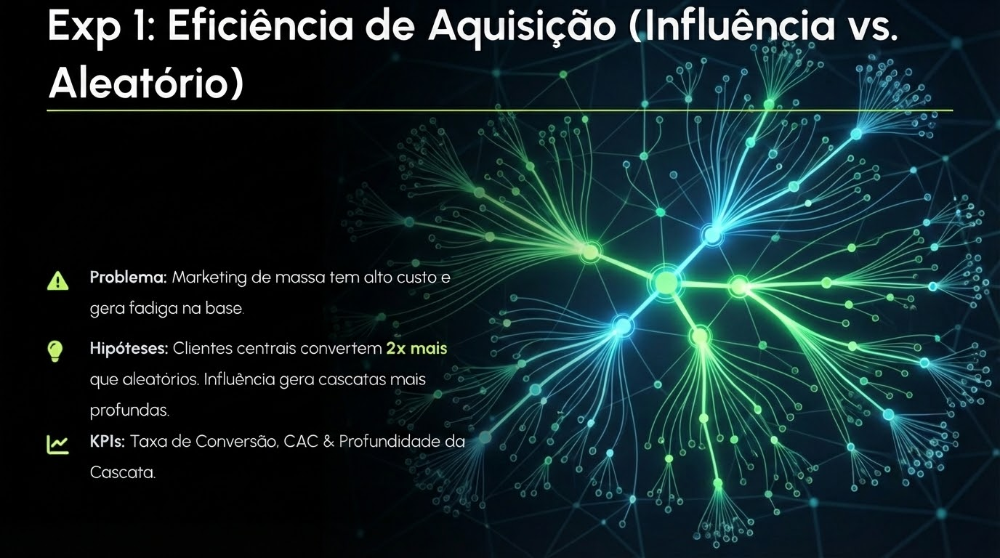 Exp 1: Eficiência de Aquisição (Influência vs.
Aleatório)
Problema: Marketing de massa tem alto custo e
gera fadiga na base.
Hipóteses: Clientes centrais convertem 2x mais
que aleatórios. Influência gera cascatas mais
profundas.
KPIs: Taxa de Conversão, CAC & Profundidade da
Cascata.